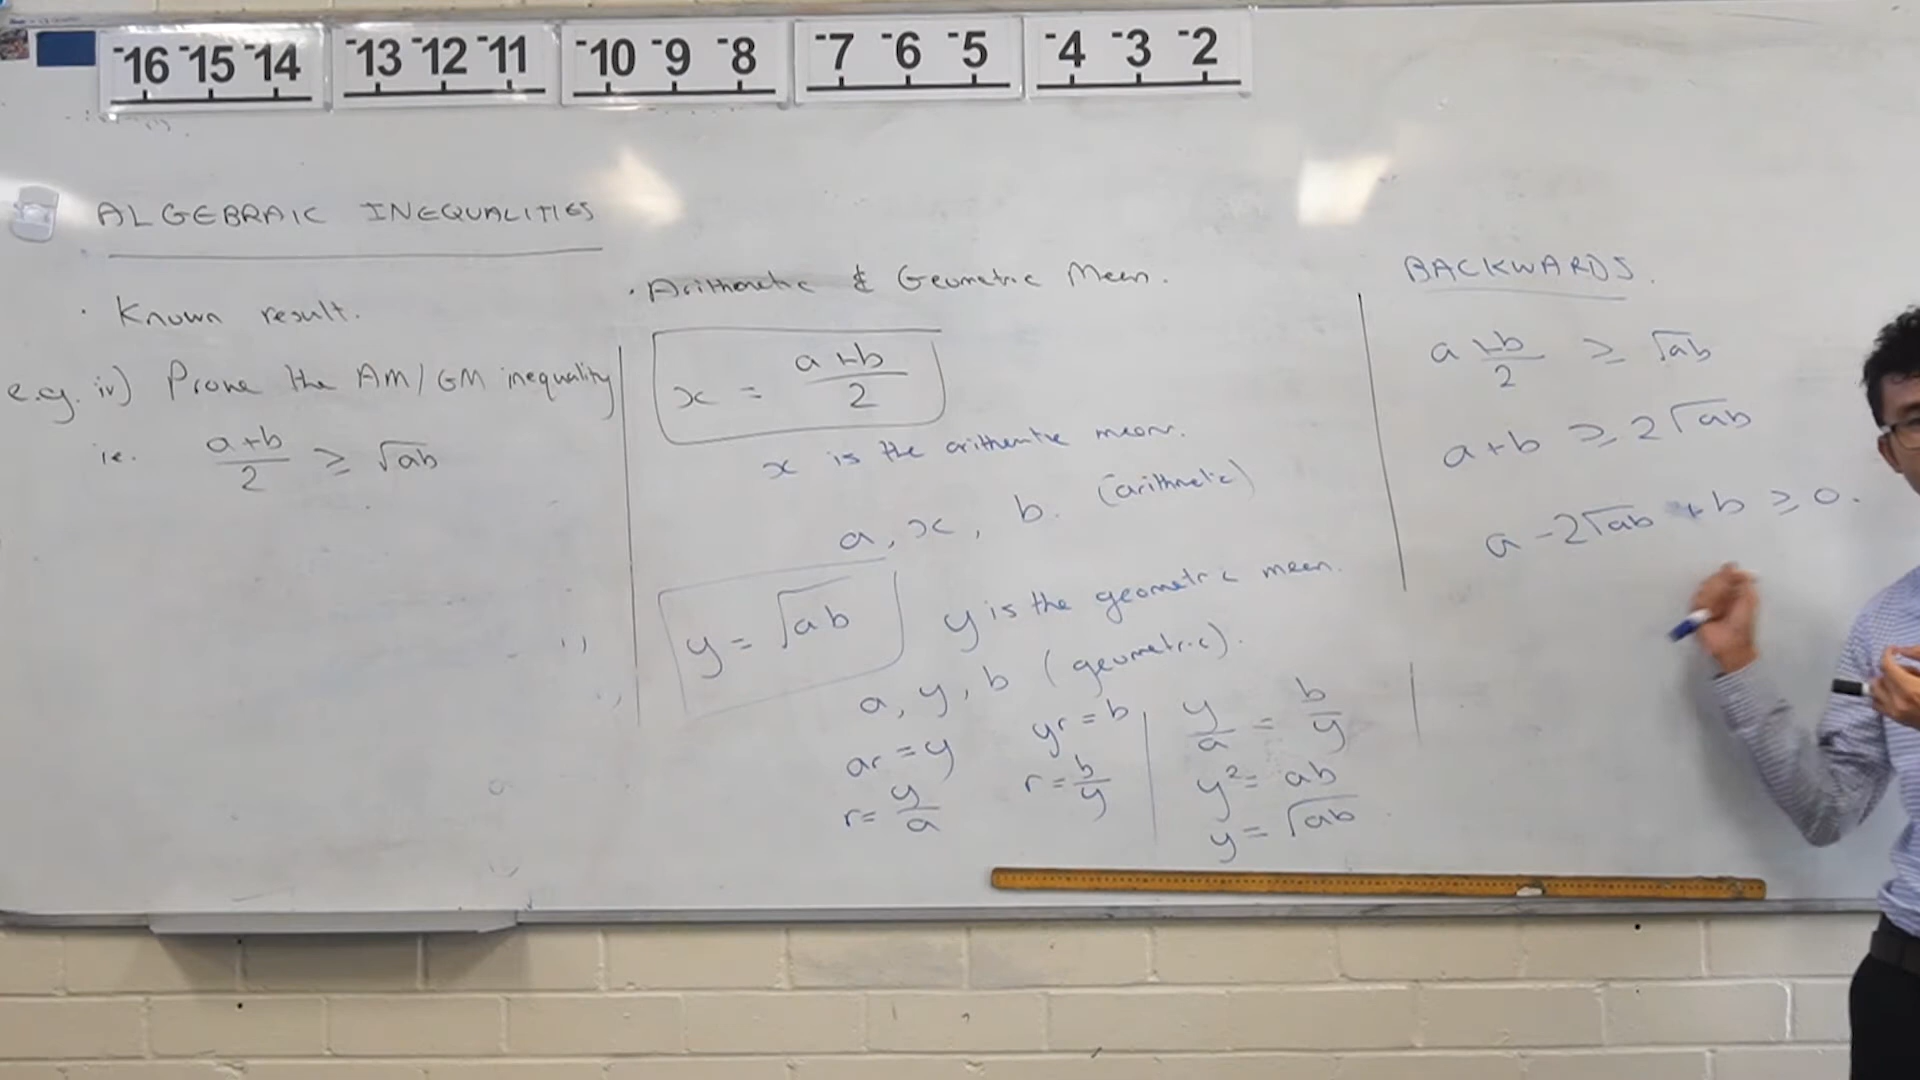 -16 -15 -14 -13 -12 -11 -10 -9 -8 -7 -6 -5 -4 -3 -2
ALGEBRAIC INEQUALITIES
· Known result.
e.g. iv) Prove the AM/GM inequality
ie. (a+b)/2 ≥ √ab
· Arithmetic & Geometric Mean.
x = (a+b)/2
x is the arithmetic mean.
a, x, b. (arithmetic)
y = √ab y is the geometric mean.
a, y, b (geometric).
ar = y yr = b
r = y/a r = b/y
y/a = b/y
y² = ab
y = √ab
BACKWARDS.
(a+b)/2 ≥ √ab
a+b ≥ 2√ab
a - 2√ab + b ≥ 0.